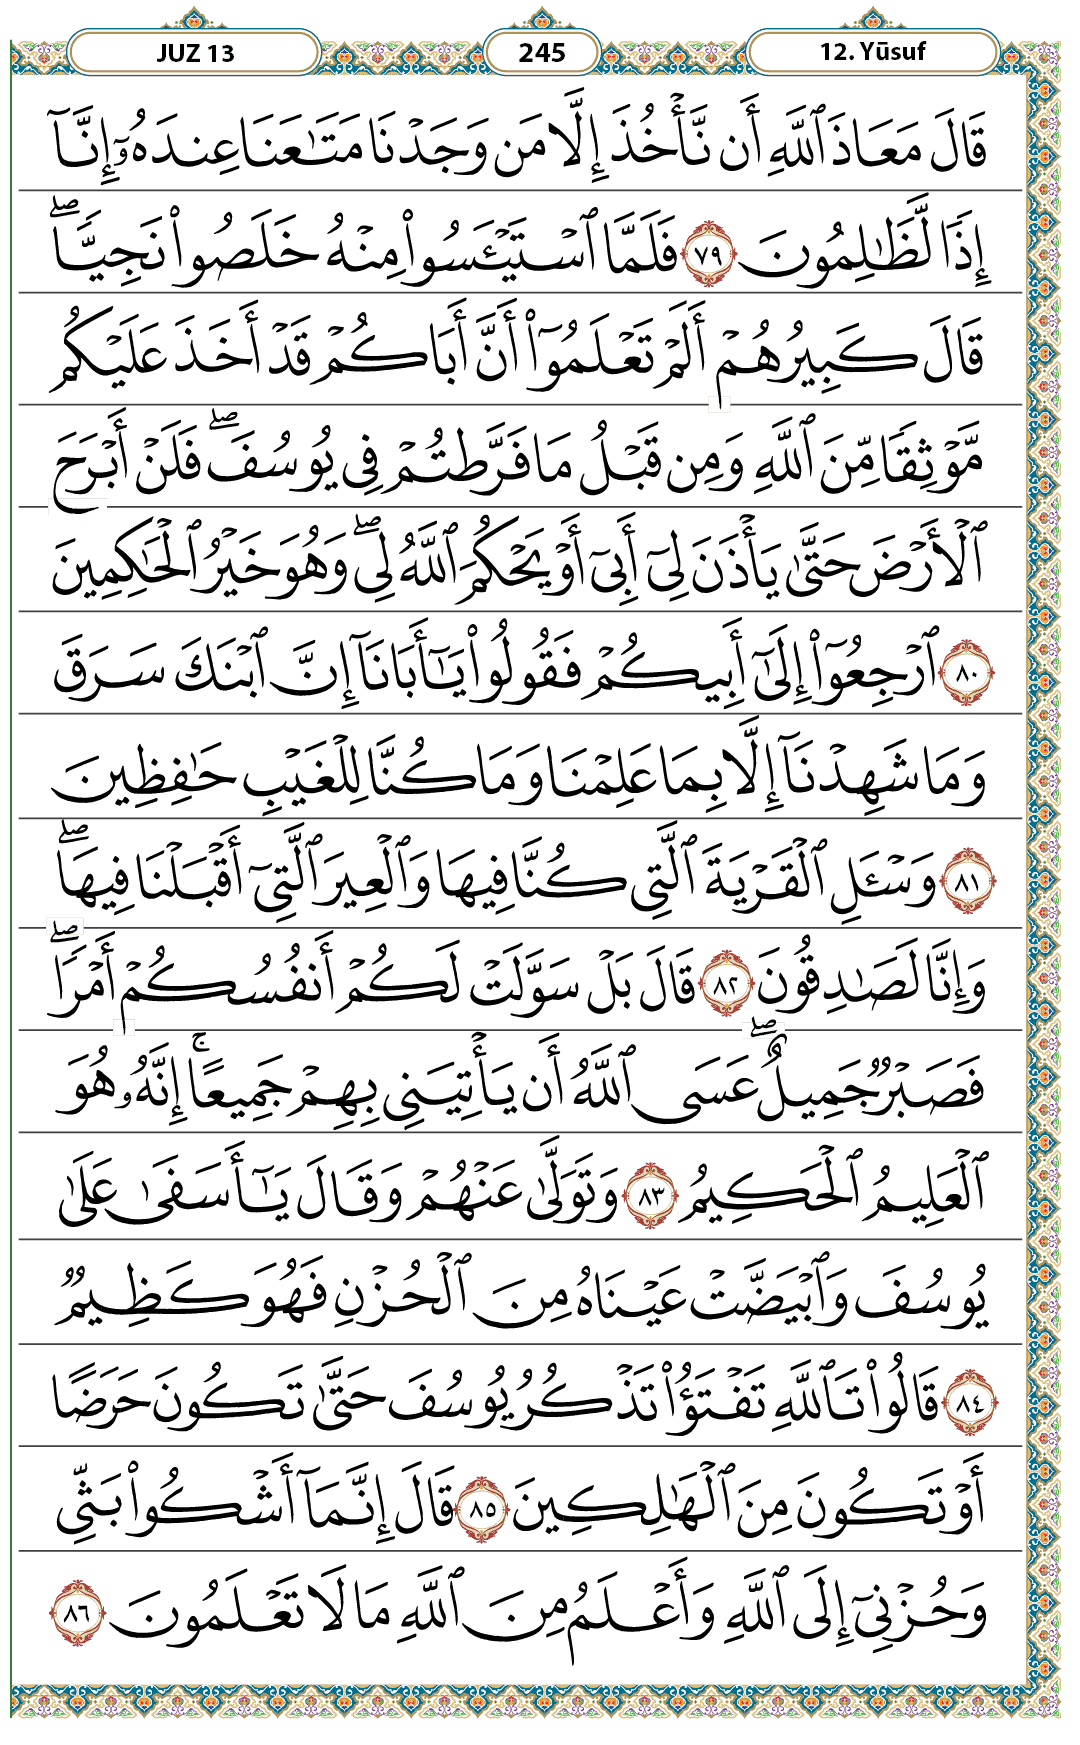 JUZ 13 245 12. Yūsuf
قَالَ مَعَاذَ ٱللَّهِ أَن نَّأۡخُذَ إِلَّا مَن وَجَدۡنَا مَتَٰعَنَا عِندَهُۥٓ إِنَّآ
إِذٗا لَّظَٰلِمُونَ ٧٩ فَلَمَّا ٱسۡتَيۡـَٔسُواْ مِنۡهُ خَلَصُواْ نَجِيّٗاۖ
قَالَ كَبِيرُهُمۡ أَلَمۡ تَعۡلَمُوٓاْ أَنَّ أَبَاكُمۡ قَدۡ أَخَذَ عَلَيۡكُم
مَّوۡثِقٗا مِّنَ ٱللَّهِ وَمِن قَبۡلُ مَا فَرَّطتُمۡ فِي يُوسُفَۖ فَلَنۡ أَبۡرَحَ
ٱلۡأَرۡضَ حَتَّىٰ يَأۡذَنَ لِيٓ أَبِيٓ أَوۡ يَحۡكُمَ ٱللَّهُ لِيۖ وَهُوَ خَيۡرُ ٱلۡحَٰكِمِينَ
٨٠ ٱرۡجِعُوٓاْ إِلَىٰٓ أَبِيكُمۡ فَقُولُواْ يَٰٓأَبَانَآ إِنَّ ٱبۡنَكَ سَرَقَ
وَمَا شَهِدۡنَآ إِلَّا بِمَا عَلِمۡنَا وَمَا كُنَّا لِلۡغَيۡبِ حَٰفِظِينَ
٨١ وَسۡـَٔلِ ٱلۡقَرۡيَةَ ٱلَّتِي كُنَّا فِيهَا وَٱلۡعِيرَ ٱلَّتِيٓ أَقۡبَلۡنَا فِيهَاۖ
وَإِنَّا لَصَٰدِقُونَ ٨٢ قَالَ بَلۡ سَوَّلَتۡ لَكُمۡ أَنفُسُكُمۡ أَمۡرٗاۖ
فَصَبۡرٞ جَمِيلٌۖ عَسَى ٱللَّهُ أَن يَأۡتِيَنِي بِهِمۡ جَمِيعًاۚ إِنَّهُۥ هُوَ
ٱلۡعَلِيمُ ٱلۡحَكِيمُ ٨٣ وَتَوَلَّىٰ عَنۡهُمۡ وَقَالَ يَٰٓأَسَفَىٰ عَلَىٰ
يُوسُفَ وَٱبۡيَضَّتۡ عَيۡنَاهُ مِنَ ٱلۡحُزۡنِ فَهُوَ كَظِيمٞ
٨٤ قَالُواْ تَٱللَّهِ تَفۡتَؤُاْ تَذۡكُرُ يُوسُفَ حَتَّىٰ تَكُونَ حَرَضًا
أَوۡ تَكُونَ مِنَ ٱلۡهَٰلِكِينَ ٨٥ قَالَ إِنَّمَآ أَشۡكُواْ بَثِّي
وَحُزۡنِيٓ إِلَى ٱللَّهِ وَأَعۡلَمُ مِنَ ٱللَّهِ مَا لَا تَعۡلَمُونَ ٨٦